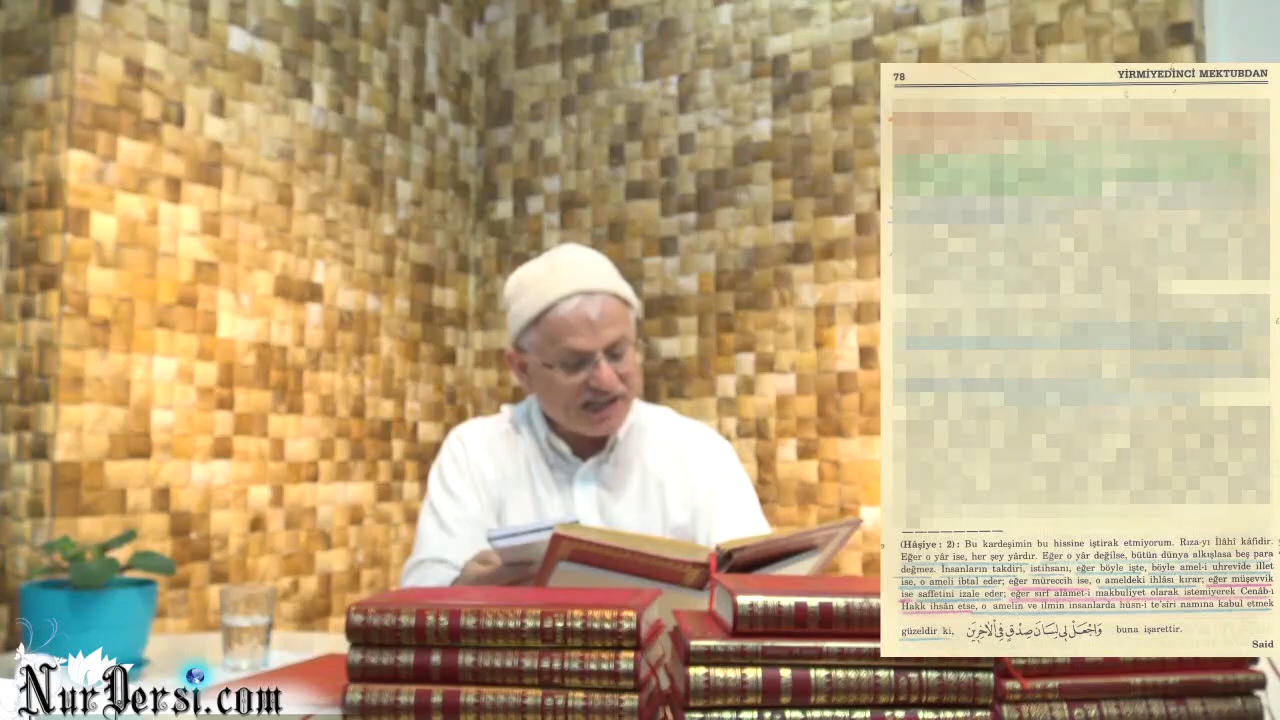 78 YİRMİYEDİNCİ MEKTUBDAN
(Hâşiye : 2) : Bu kardeşimin bu hissine iştirak etmiyorum. Rıza-yı İlâhî kâfidir.
Eğer o yâr ise, her şey yârdır. Eğer o yâr değilse, bütün dünya alkışlasa beş para
değmez. İnsanların takdiri, istihsanı, eğer böyle işte, böyle amel-i uhrevîde illet
ise, o ameli ibtal eder; eğer müreccih ise, o ameldeki ihlâsı kırar; eğer müşevvik
ise saffetini izale eder; eğer sırf alâmet-i makbuliyet olarak istemiyerek Cenâb-ı
Hakk ihsân etse, o amelin ve ilmin insanlarda hüsn-i te'siri namına kabul etmek
güzeldir ki, وَاجْعَلْ لِى لِسَانَ صِدْقٍ فِى الْاٰخِرِينَ buna işarettir.
Said
NurDersi.com